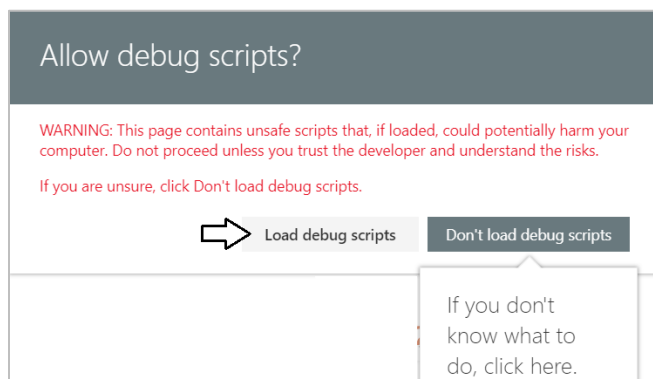 Allow debug scripts?
WARNING: This page contains unsafe scripts that, if loaded, could potentially harm your
computer. Do not proceed unless you trust the developer and understand the risks.
If you are unsure, click Don't load debug scripts.
Load debug scripts
Don't load debug scripts
If you don't
know what to
do, click here.